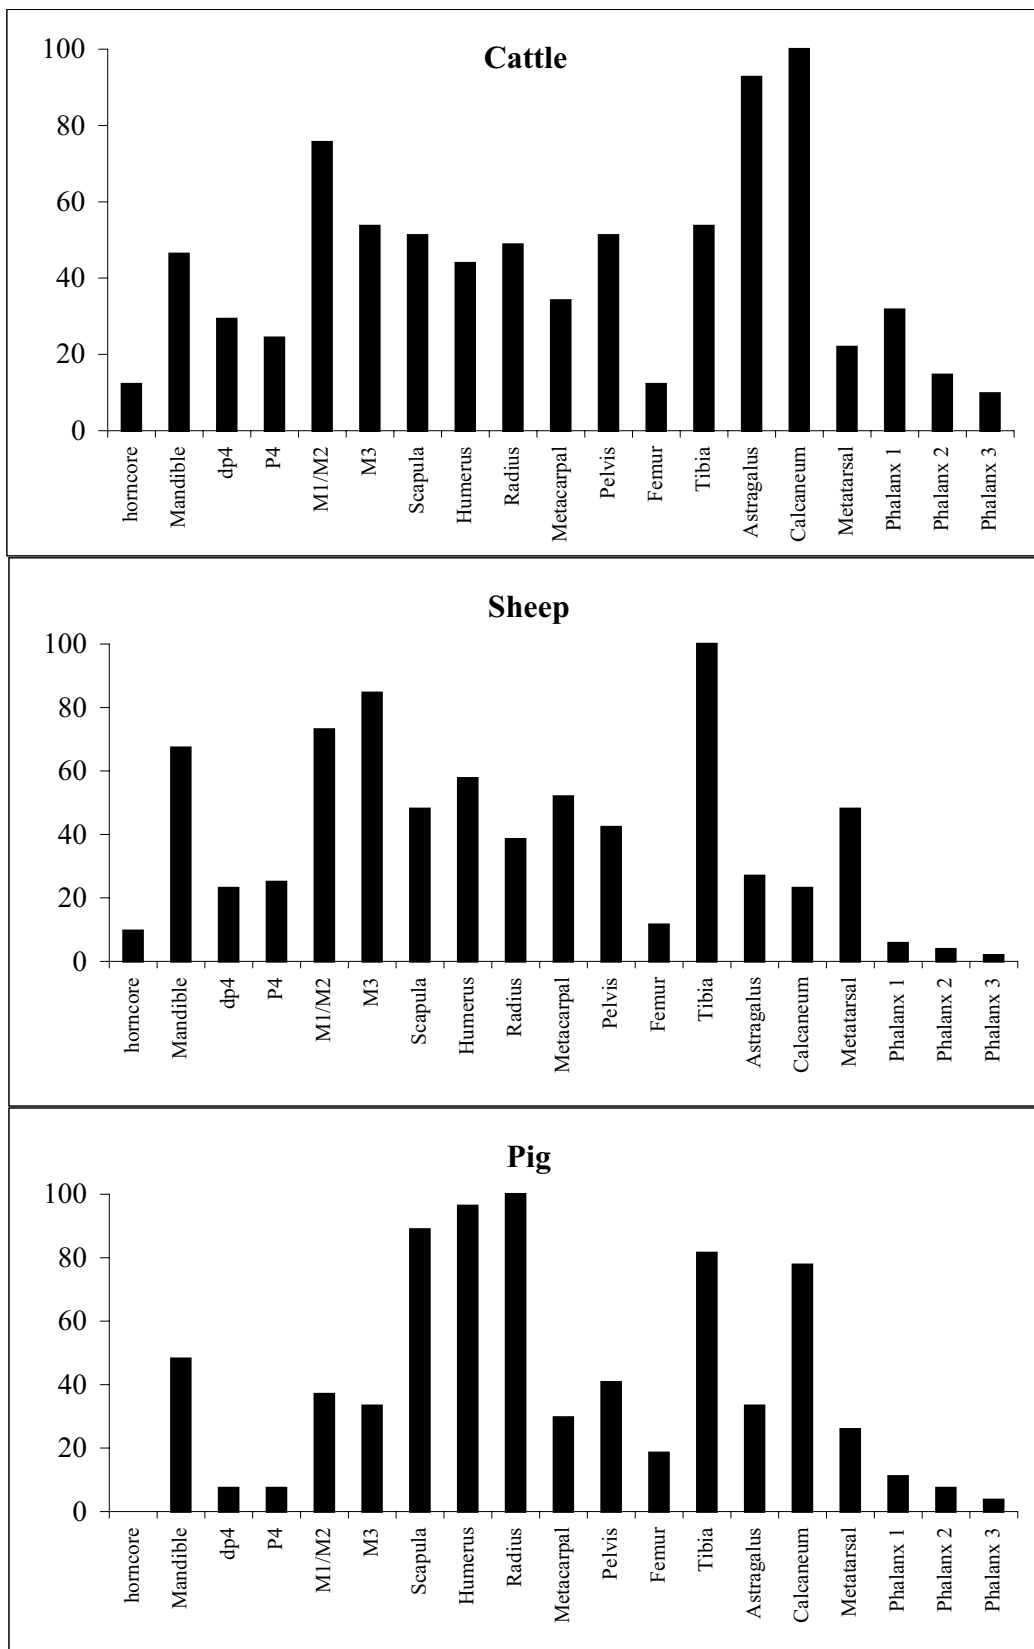 Cattle
100
80
60
40
20
0
horncore
Mandible
dp4
P4
M1/M2
M3
Scapula
Humerus
Radius
Metacarpal
Pelvis
Femur
Tibia
Astragalus
Calcaneum
Metatarsal
Phalanx 1
Phalanx 2
Phalanx 3
Sheep
100
80
60
40
20
0
horncore
Mandible
dp4
P4
M1/M2
M3
Scapula
Humerus
Radius
Metacarpal
Pelvis
Femur
Tibia
Astragalus
Calcaneum
Metatarsal
Phalanx 1
Phalanx 2
Phalanx 3
Pig
100
80
60
40
20
0
horncore
Mandible
dp4
P4
M1/M2
M3
Scapula
Humerus
Radius
Metacarpal
Pelvis
Femur
Tibia
Astragalus
Calcaneum
Metatarsal
Phalanx 1
Phalanx 2
Phalanx 3